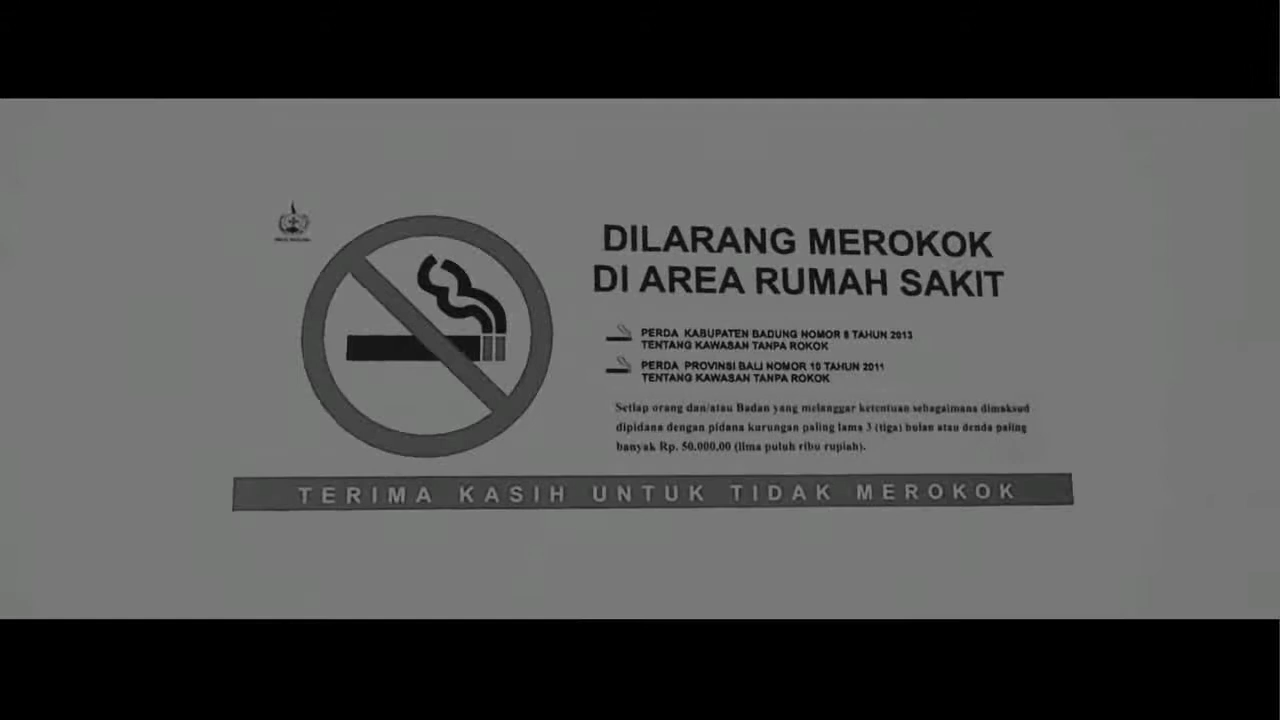 DILARANG MEROKOK
DI AREA RUMAH SAKIT
PERDA KABUPATEN BADUNG NOMOR 8 TAHUN 2013
TENTANG KAWASAN TANPA ROKOK
PERDA PROVINSI BALI NOMOR 10 TAHUN 2011
TENTANG KAWASAN TANPA ROKOK
Setiap orang dan/atau Badan yang melanggar ketentuan sebagaimana dimaksud
dipidana dengan pidana kurungan paling lama 3 (tiga) bulan atau denda paling
banyak Rp. 50.000,00 (lima puluh ribu rupiah).
TERIMA KASIH UNTUK TIDAK MEROKOK